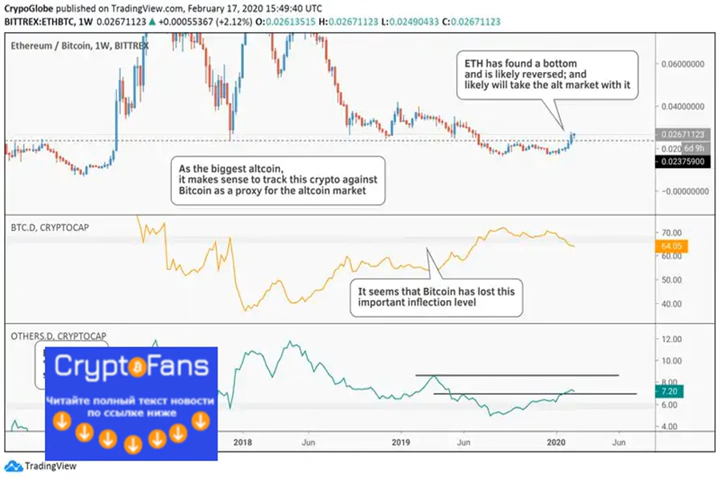 CrypoGlobe published on TradingView.com, February 17, 2020 15:49:40 UTC
BITTREX:ETHBTC, 1W 0.02671123 ▲ +0.00055367 (+2.12%) O:0.02613515 H:0.02671123 L:0.02490433 C:0.02671123
Ethereum / Bitcoin, 1W, BITTREX
ETH has found a bottom
and is likely reversed; and
likely will take the alt market with it
0.06000000
0.04000000
0.02671123
6d 9h
0.02375900
−0.00000000
As the biggest altcoin,
it makes sense to track this crypto against
Bitcoin as a proxy for the altcoin market
BTC.D, CRYPTOCAP
70.00
64.05
60.00
50.00
40.00
It seems that Bitcoin has lost this
important inflection level
OTHERS.D, CRYPTOCAP
12.00
10.00
8.00
7.20
6.00
4.00
CryptoFans
Читайте полный текст новости
по ссылке ниже
2018 Jun 2019 Jun 2020 Jun
TradingView